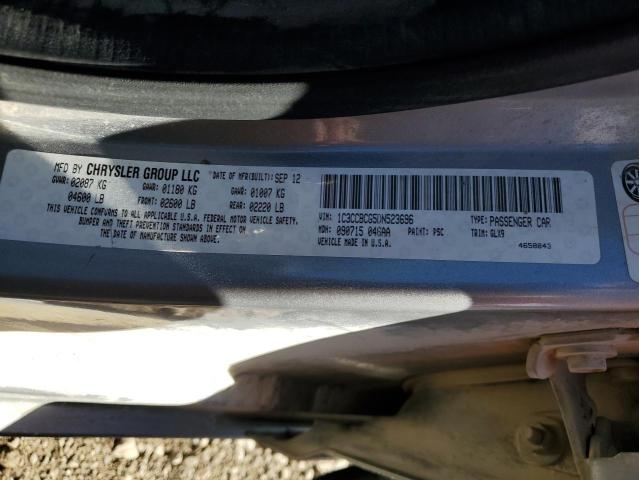 MFD BY CHRYSLER GROUP LLC DATE OF MFR(BUILT): SEP 12
GVWR: 02087 KG GAWR: 01180 KG GAWR: 01007 KG
04600 LB FRONT: 02600 LB REAR: 02220 LB
THIS VEHICLE CONFORMS TO ALL APPLICABLE U.S.A. FEDERAL MOTOR VEHICLE SAFETY,
BUMPER AND THEFT PREVENTION STANDARDS IN EFFECT ON
THE DATE OF MANUFACTURE SHOWN ABOVE.
VIN: 1C3CCBCG5DN523696 TYPE: PASSENGER CAR
MDH: 090715 04GAA PAINT: PSC TRIM: GLX9
VEHICLE MADE IN U.S.A. 4658843